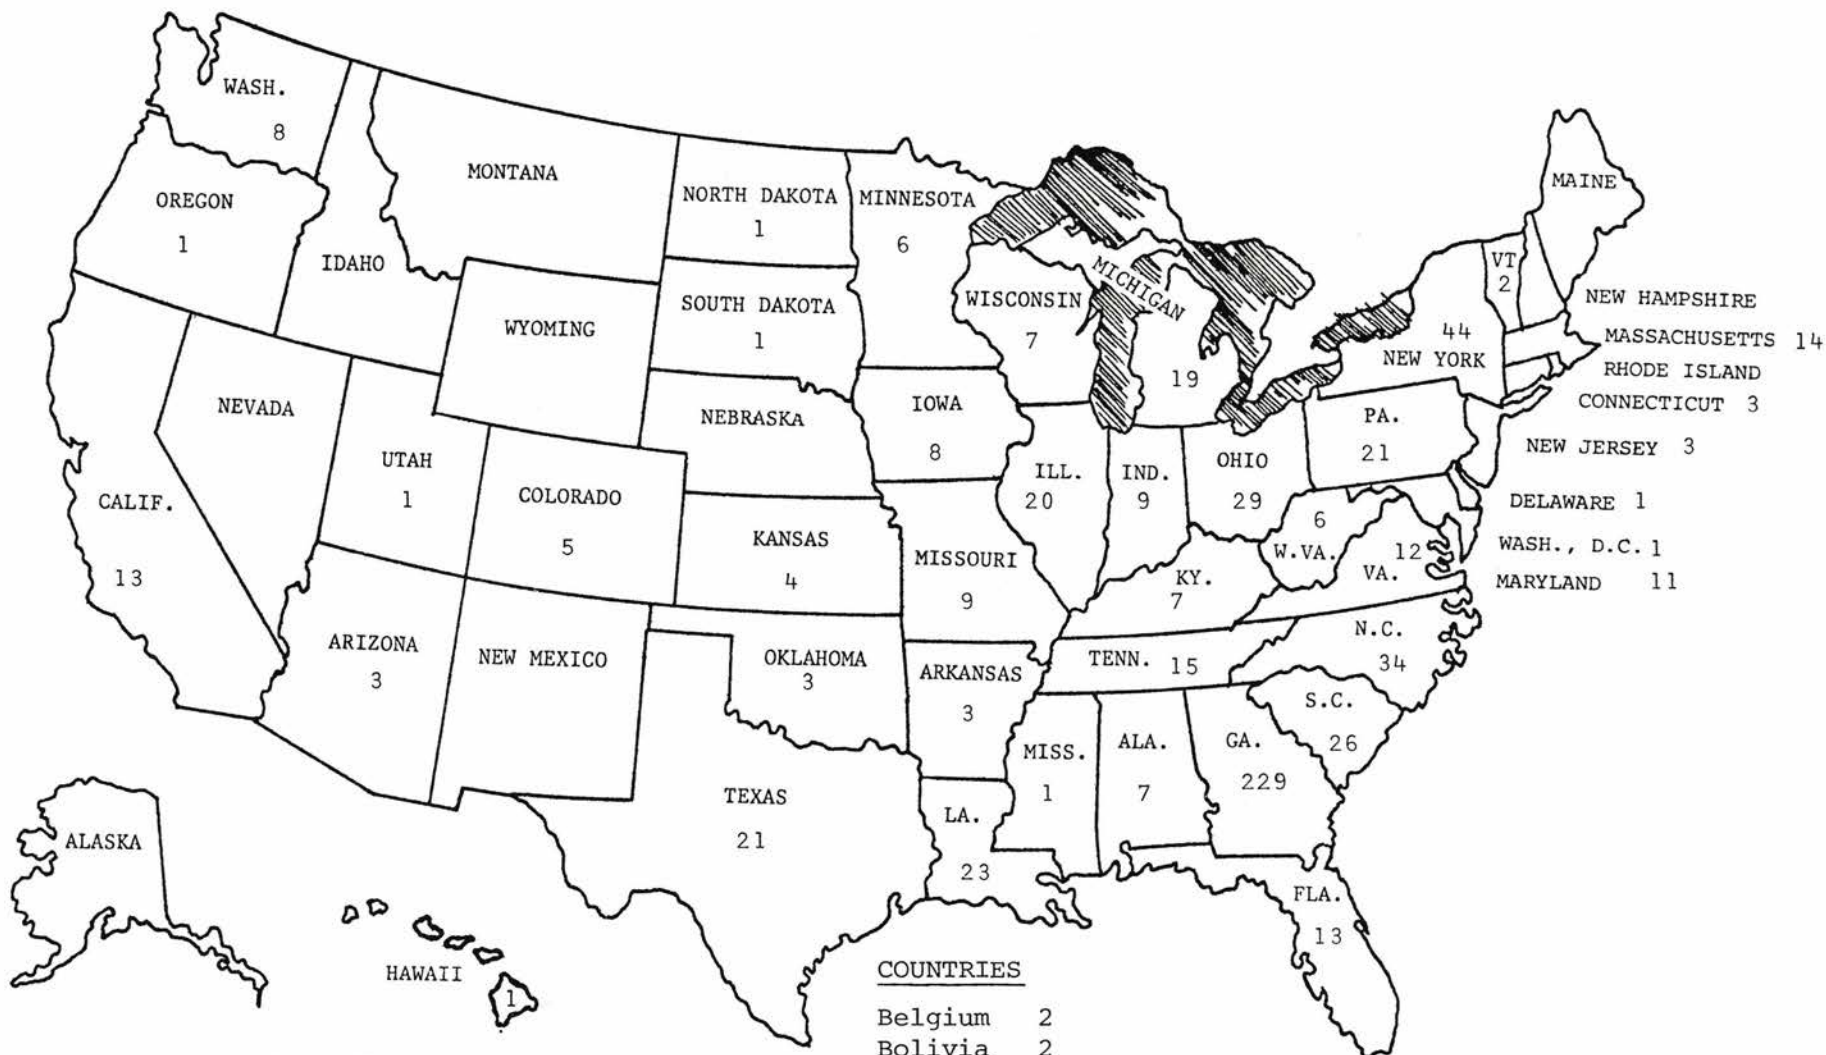 WASH.
8
MONTANA
OREGON
1
IDAHO
NORTH DAKOTA
1
MINNESOTA
6
MAINE
VT
2
SOUTH DAKOTA
1
WYOMING
WISCONSIN
7
MICHIGAN
19
44
NEW YORK
NEW HAMPSHIRE
MASSACHUSETTS 14
RHODE ISLAND
CONNECTICUT 3
NEW JERSEY 3
DELAWARE 1
WASH., D.C. 1
MARYLAND 11
NEVADA
UTAH
1
COLORADO
5
NEBRASKA
IOWA
8
ILL.
20
IND.
9
OHIO
29
PA.
21
CALIF.
13
KANSAS
4
MISSOURI
9
KY.
7
6
W.VA.
12
VA.
ARIZONA
3
NEW MEXICO
OKLAHOMA
3
ARKANSAS
3
TENN. 15
N.C.
34
S.C.
26
TEXAS
21
LA.
23
MISS.
1
ALA.
7
GA.
229
FLA.
13
ALASKA
HAWAII
1
COUNTRIES
Belgium 2
Bolivia 2